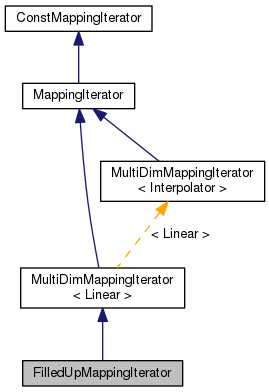 ConstMappingIterator
MappingIterator
MultiDimMappingIterator
< Interpolator >
< Linear >
MultiDimMappingIterator
< Linear >
FilledUpMappingIterator